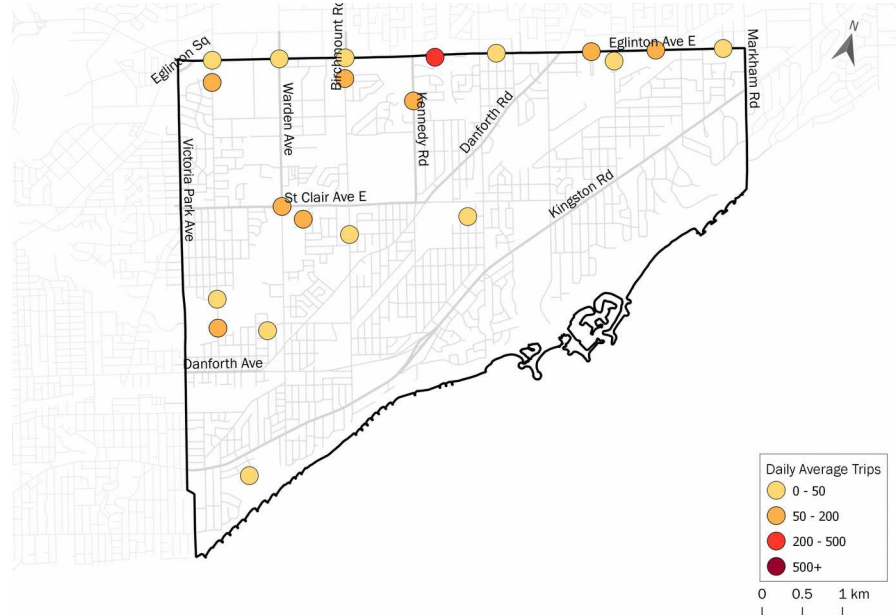 Eglinton Sq
Birchmount Rd
Eglinton Ave E
Markham Rd
N
Warden Ave
Kennedy Rd
Danforth Rd
Victoria Park Ave
St Clair Ave E
Kingston Rd
Danforth Ave
Daily Average Trips
0 - 50
50 - 200
200 - 500
500+
0 0.5 1 km